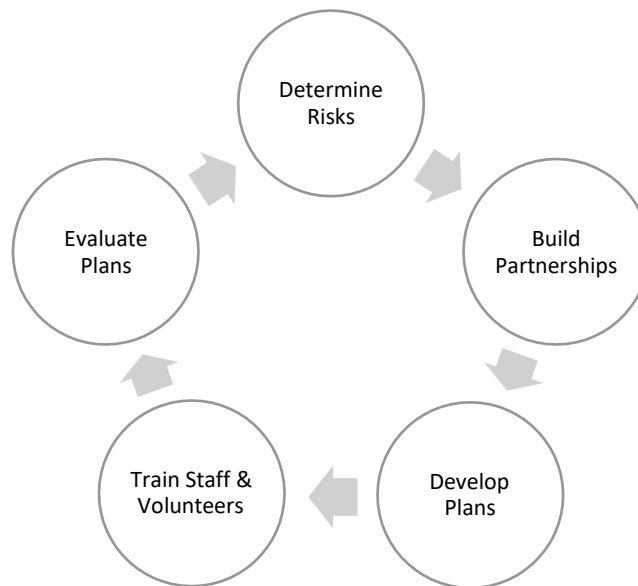 Determine
Risks
Build
Partnerships
Develop
Plans
Train Staff &
Volunteers
Evaluate
Plans